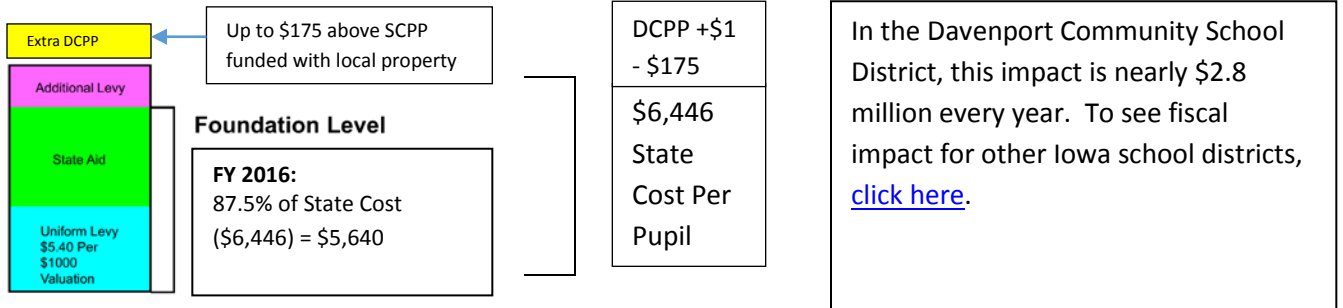 Extra DCPP
Up to $175 above SCPP
funded with local property
Additional Levy
State Aid
Uniform Levy
$5.40 Per
$1000
Valuation
Foundation Level
FY 2016:
87.5% of State Cost
($6,446) = $5,640
DCPP +$1
- $175
$6,446
State
Cost Per
Pupil
In the Davenport Community School
District, this impact is nearly $2.8
million every year.  To see fiscal
impact for other Iowa school districts,
click here.